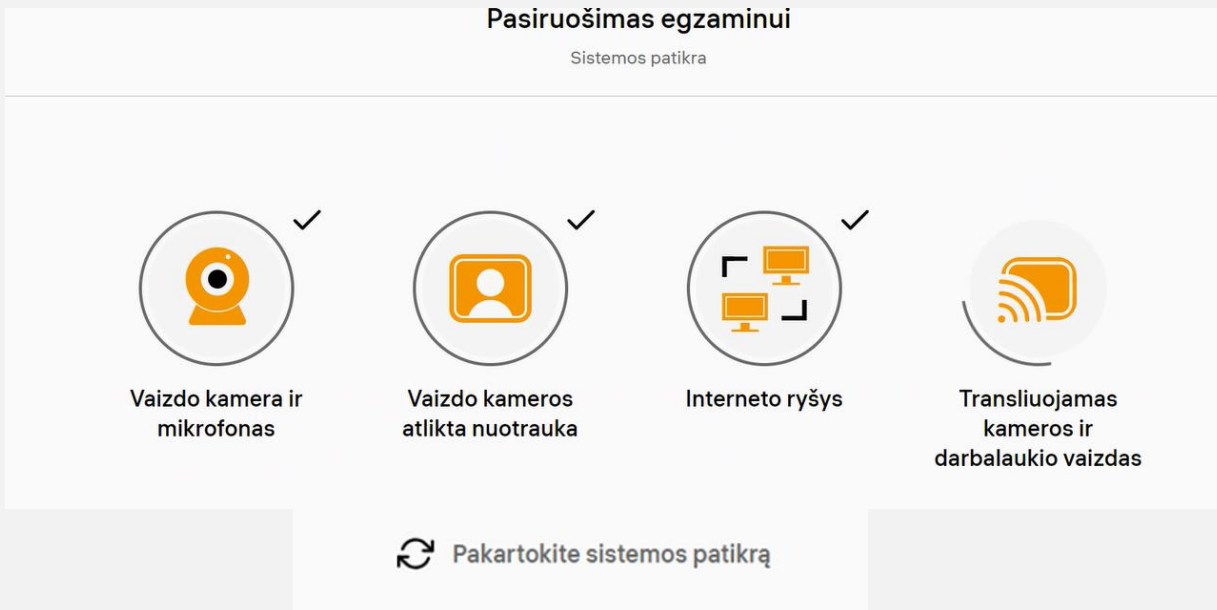 Pasiruošimas egzaminui
Sistemos patikra
Vaizdo kamera ir
mikrofonas
Vaizdo kameros
atlikta nuotrauka
Interneto ryšys
Transliuojamas
kameros ir
darbalaukio vaizdas
Pakartokite sistemos patikrą